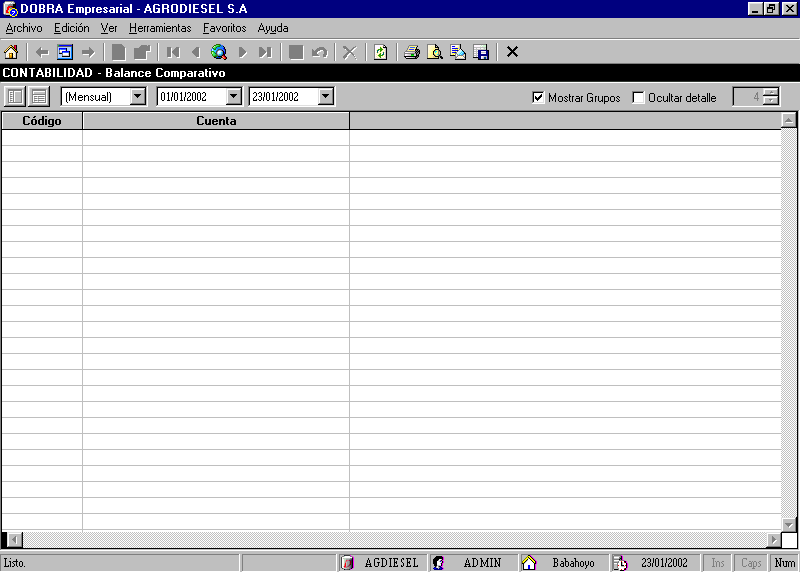 DOBRA Empresarial - AGRODIESEL S.A
Archivo Edición Ver Herramientas Favoritos Ayuda
CONTABILIDAD - Balance Comparativo
(Mensual) 01/01/2002 23/01/2002 Mostrar Grupos Ocultar detalle 4
Código Cuenta
Listo. AGDIESEL ADMIN Babahoyo 23/01/2002 Ins Caps Num